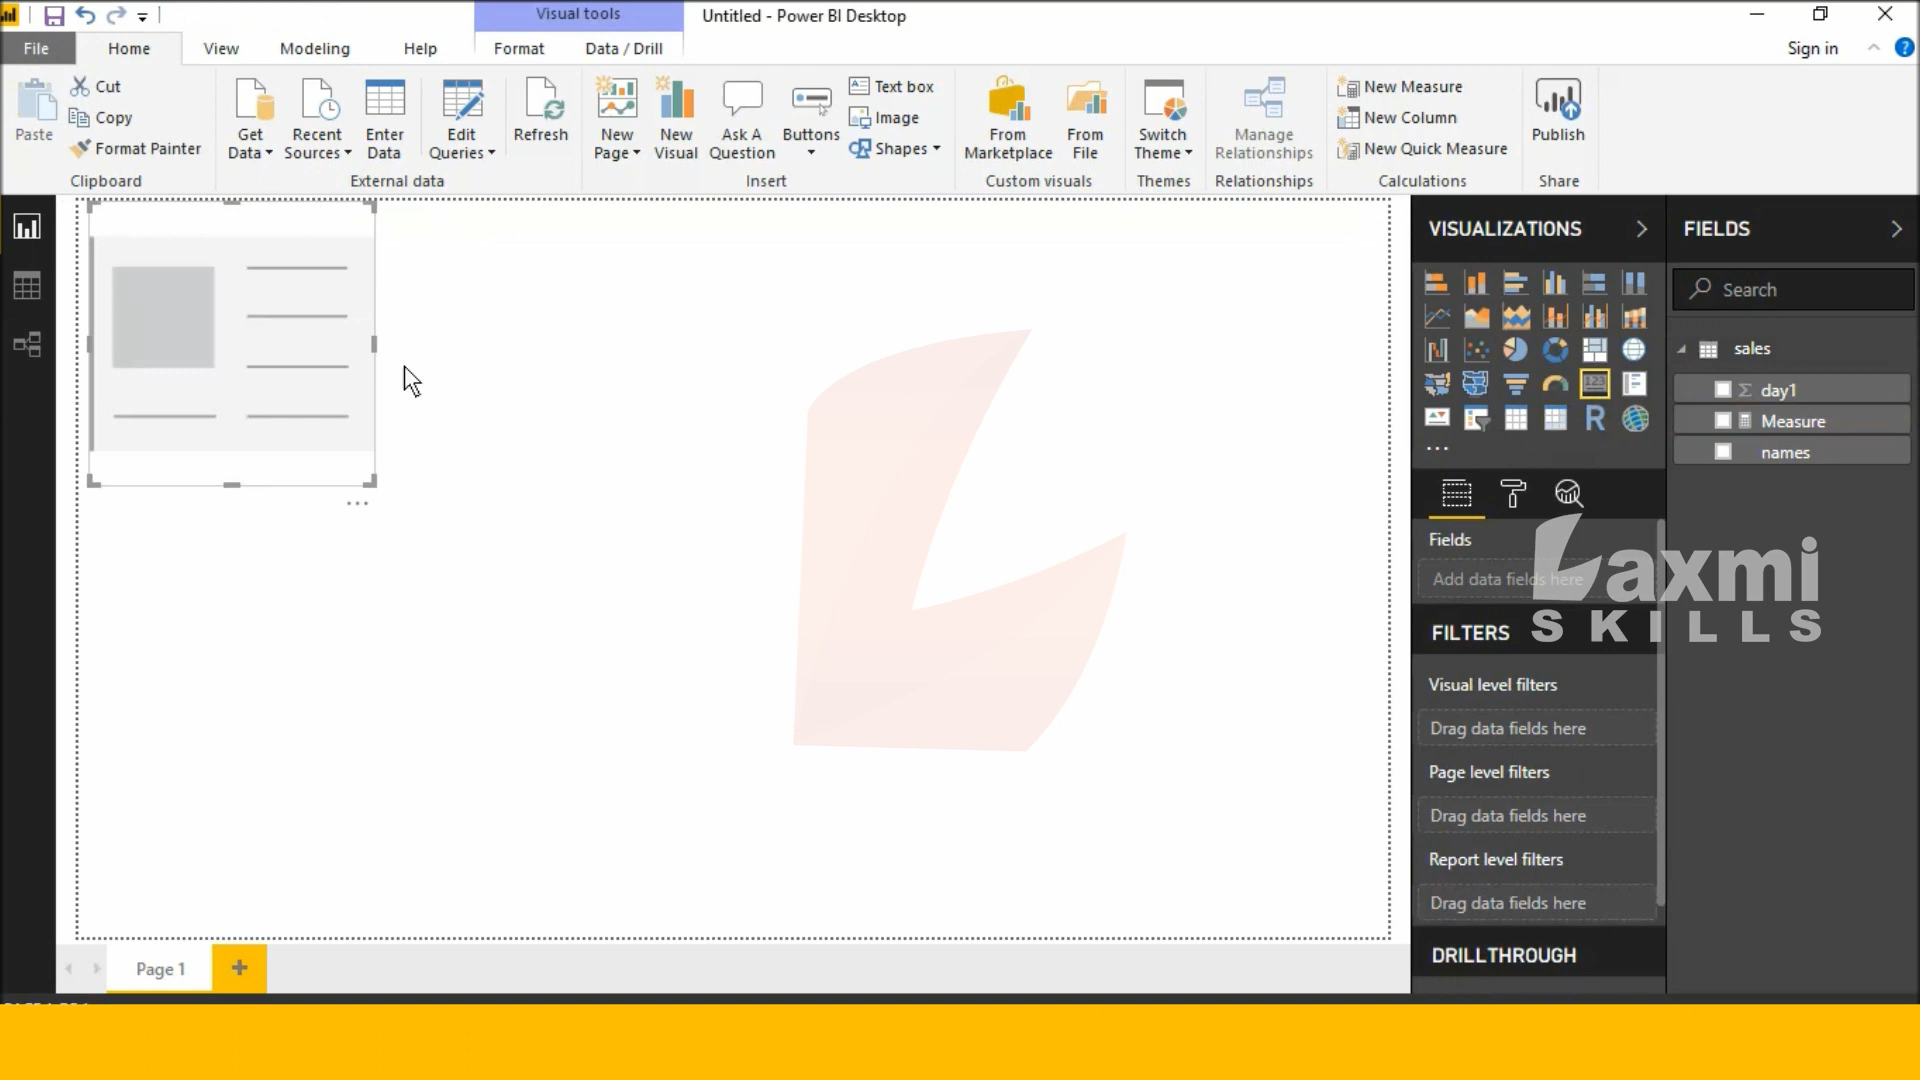 Visual tools
Untitled - Power BI Desktop
File
Home
View
Modeling
Help
Format
Data / Drill
Sign in
Paste
Cut
Copy
Format Painter
Clipboard
Get Data
Recent Sources
Enter Data
Edit Queries
Refresh
External data
New Page
New Visual
Ask A Question
Buttons
Text box
Image
Shapes
Insert
From Marketplace
From File
Custom visuals
Switch Theme
Themes
Manage Relationships
Relationships
New Measure
New Column
New Quick Measure
Calculations
Publish
Share
VISUALIZATIONS
FIELDS
Search
sales
day1
Measure
names
R
123
Fields
Add data fields here
Laxmi
SKILLS
FILTERS
Visual level filters
Drag data fields here
Page level filters
Drag data fields here
Report level filters
Drag data fields here
DRILLTHROUGH
Page 1